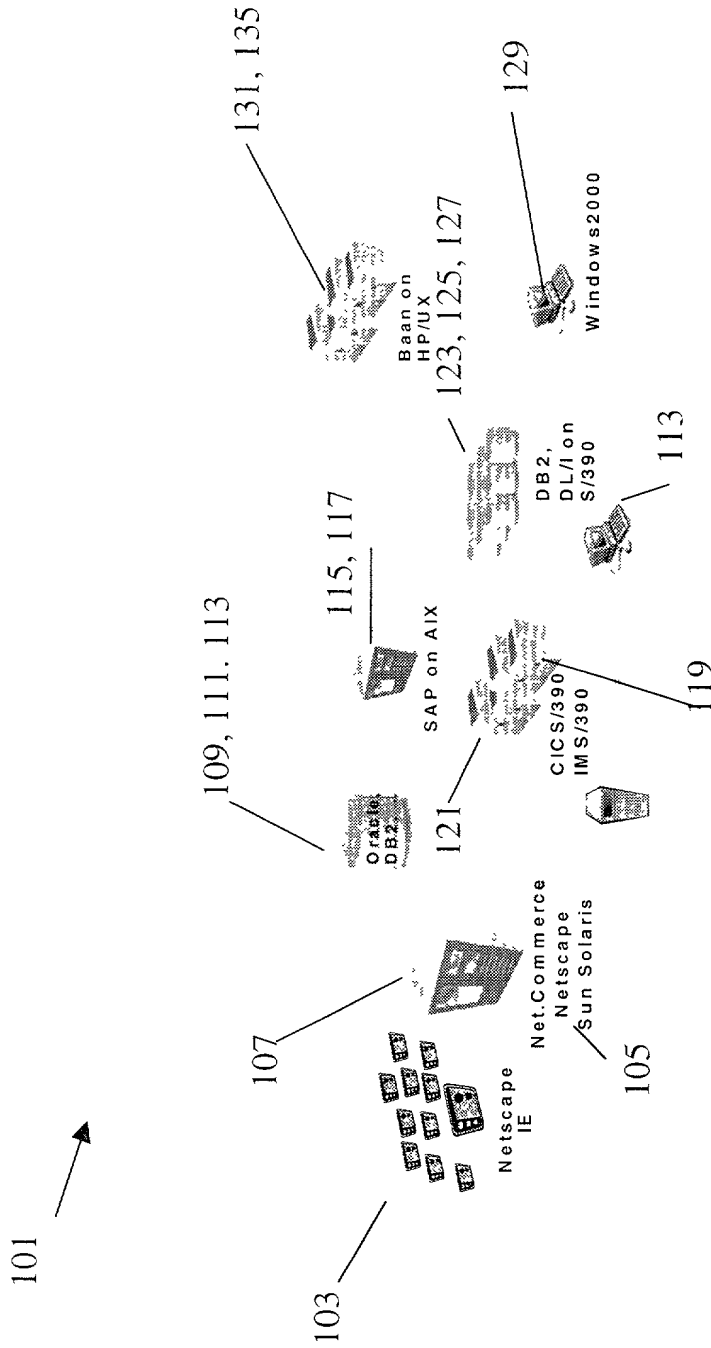 101
103
Netscape
IE
107
Net.Commerce
Netscape
Sun Solaris
105
109, 111. 113
Oracle,
DB2,
121
CICS/390
IMS/390
119
115, 117
SAP on AIX
DB2,
DL/I on
S/390
113
123, 125, 127
Baan on
HP/UX
131, 135
129
Windows2000